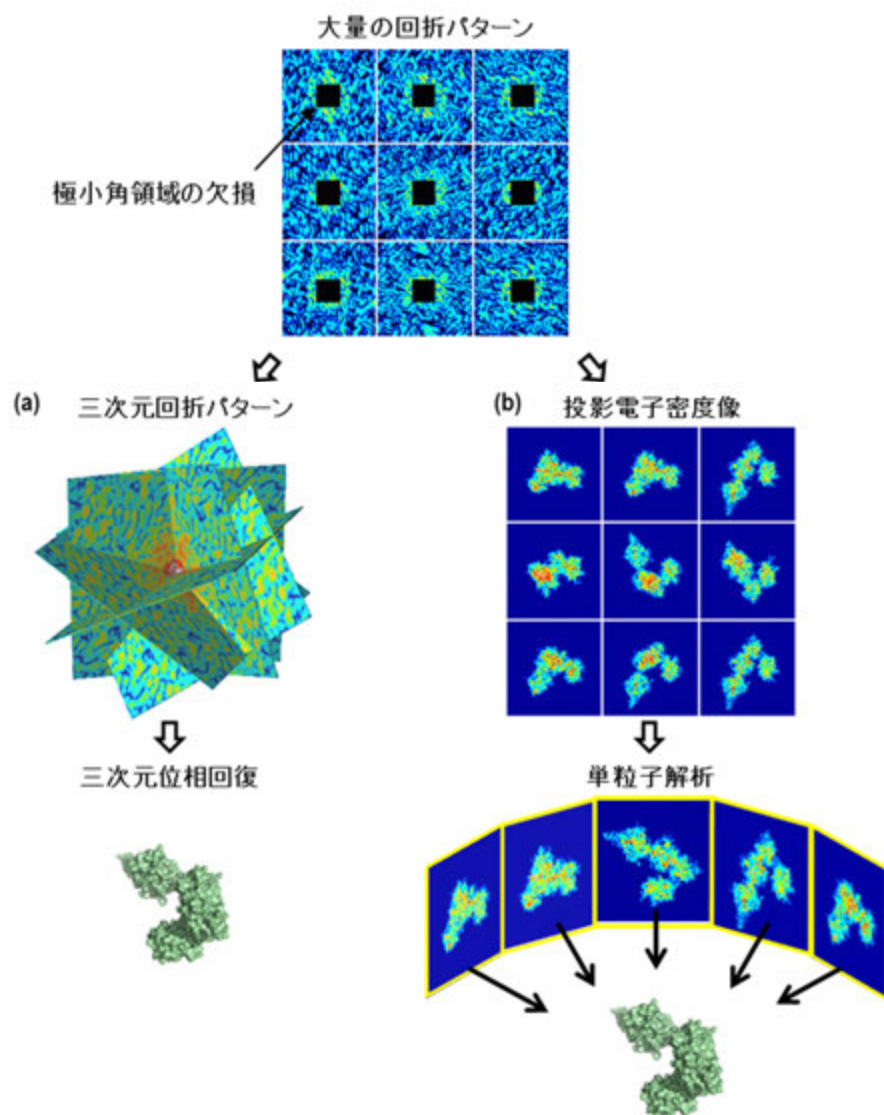 大量の回折パターン
極小角領域の欠損
(a) 三次元回折パターン
(b) 投影電子密度像
三次元位相回復
単粒子解析